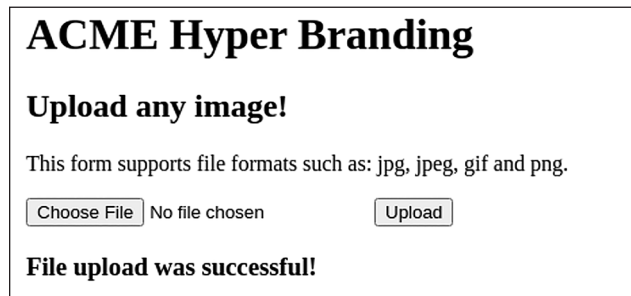 ACME Hyper Branding
Upload any image!
This form supports file formats such as: jpg, jpeg, gif and png.
Choose File No file chosen Upload
File upload was successful!